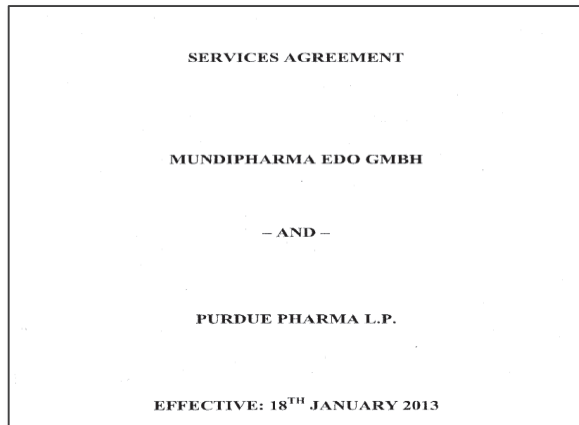 SERVICES AGREEMENT
MUNDIPHARMA EDO GMBH
– AND –
PURDUE PHARMA L.P.
EFFECTIVE: 18TH JANUARY 2013